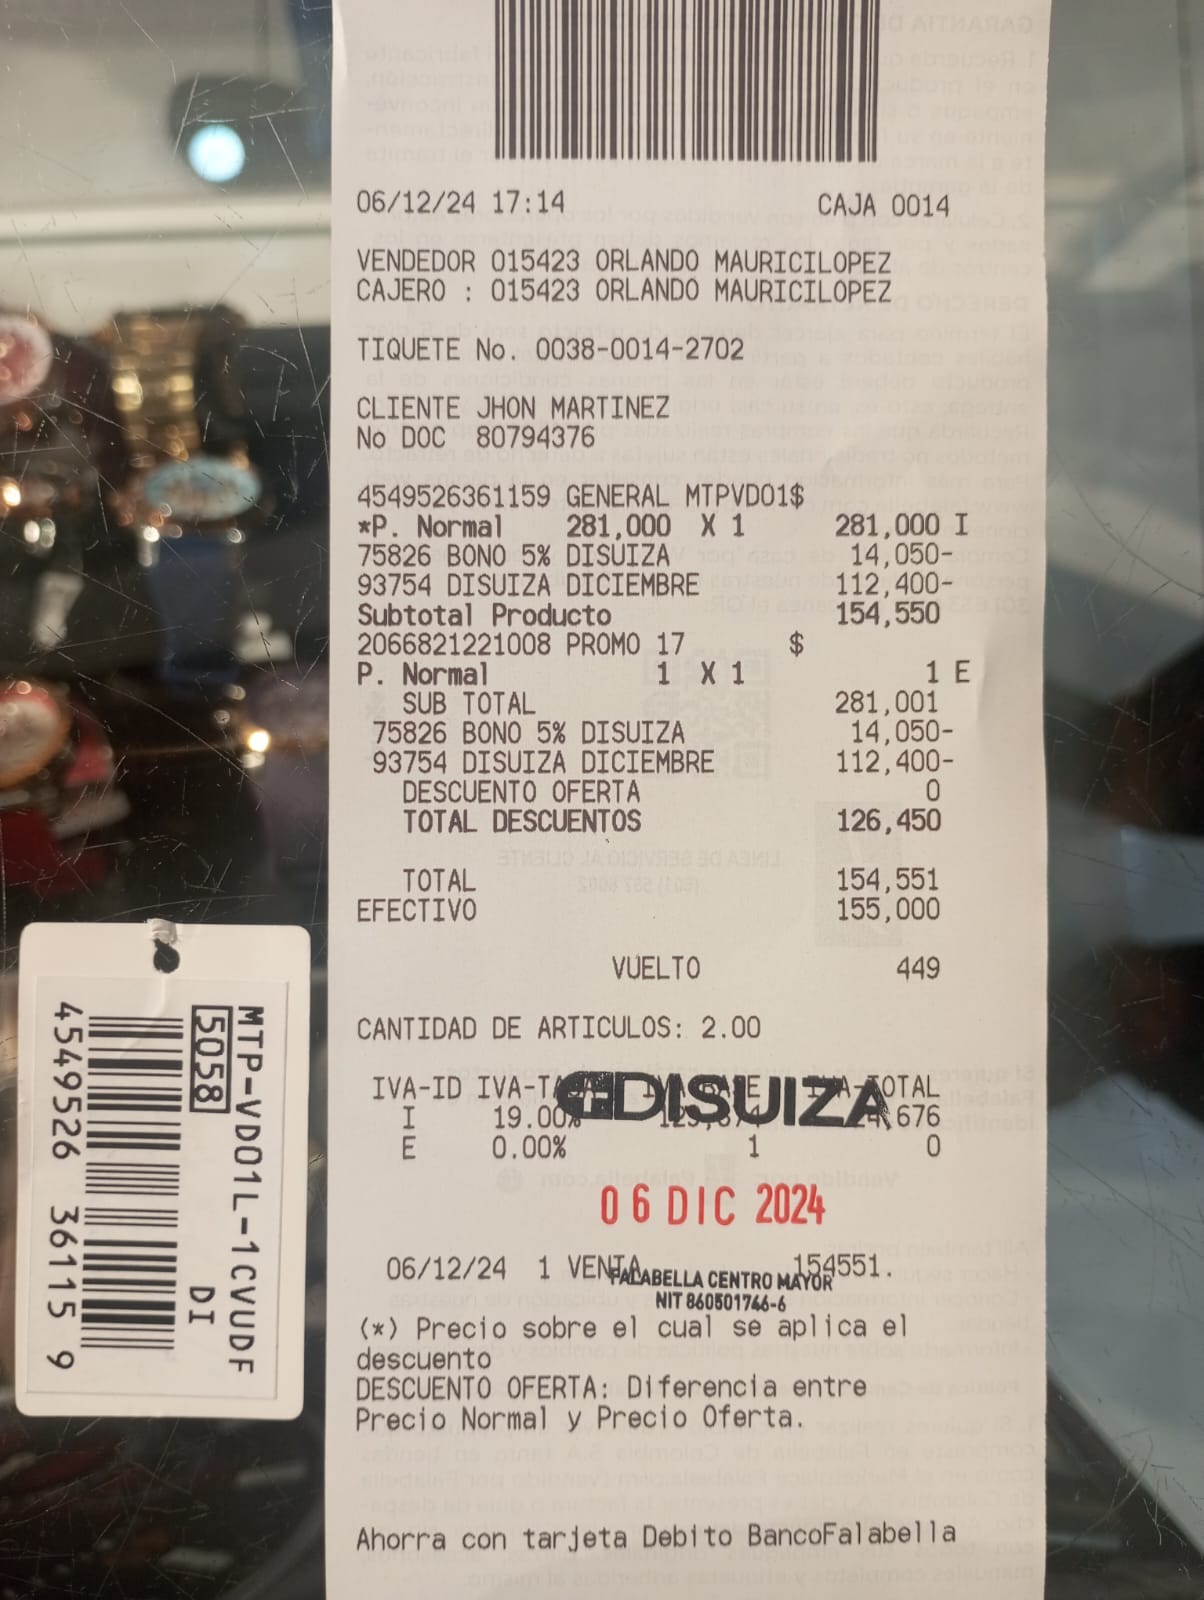 06/12/24 17:14 CAJA 0014
VENDEDOR 015423 ORLANDO MAURICILOPEZ
CAJERO : 015423 ORLANDO MAURICILOPEZ
TIQUETE No. 0038-0014-2702
CLIENTE JHON MARTINEZ
No DOC 80794376
4549526361159 GENERAL MTPVD01$
*P. Normal 281,000 X 1 281,000 I
75826 BONO 5% DISUIZA 14,050-
93754 DISUIZA DICIEMBRE 112,400-
Subtotal Producto 154,550
2066821221008 PROMO 17 $
P. Normal 1 X 1 1 E
SUB TOTAL 281,001
75826 BONO 5% DISUIZA 14,050-
93754 DISUIZA DICIEMBRE 112,400-
DESCUENTO OFERTA 0
TOTAL DESCUENTOS 126,450
TOTAL 154,551
EFECTIVO 155,000
VUELTO 449
CANTIDAD DE ARTICULOS: 2.00
IVA-ID
DISUIZA
I 19.00%
E 0.00% 1 0
06 DIC 2024
06/12/24 1 VENTA 154551.
FALABELLA CENTRO MAYOR
NIT 860501746-6
(*) Precio sobre el cual se aplica el
descuento
DESCUENTO OFERTA: Diferencia entre
Precio Normal y Precio Oferta.
Ahorra con tarjeta Debito BancoFalabella
MTP-VD01L-1CVUDF
5058 DI
4549526 36115 9